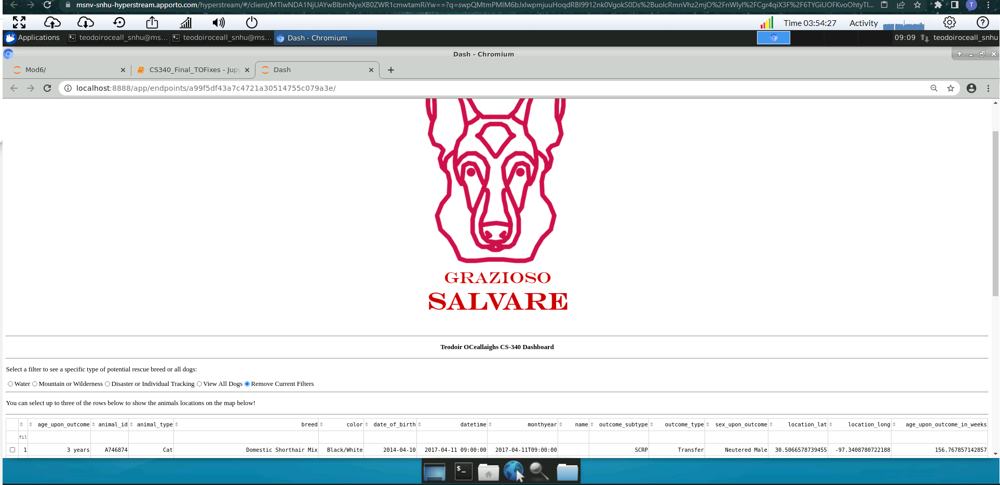 msnv-snhu-hyperstream.apporto.com/hyperstream/#/client/
T
Time 03:54:27 Activity
Applications teodoiroceall_snhu@ms... teodoiroceall_snhu@ms... Dash - Chromium 09:09 teodoiroceall_snhu
Dash - Chromium
Mod6/ CS340_Final_TOFixes - Jupy Dash
localhost:8888/app/endpoints/a99f5df43a7c4721a30514755c079a3e/
GRAZIOSO
SALVARE
Teodoir OCeallaighs CS-340 Dashboard
Select a filter to see a specific type of potential rescue breed or all dogs:
Water Mountain or Wilderness Disaster or Individual Tracking View All Dogs Remove Current Filters
You can select up to three of the rows below to show the animals locations on the map below!
age_upon_outcome animal_id animal_type breed color date_of_birth datetime monthyear name outcome_subtype outcome_type sex_upon_outcome location_lat location_long age_upon_outcome_in_weeks
1 3 years A746874 Cat Domestic Shorthair Mix Black/White 2014-04-10 2017-04-11 09:00:00 2017-04-11T09:00:00 SCRP Transfer Neutered Male 30.5066578739455 -97.3408780722188 156.767857142857